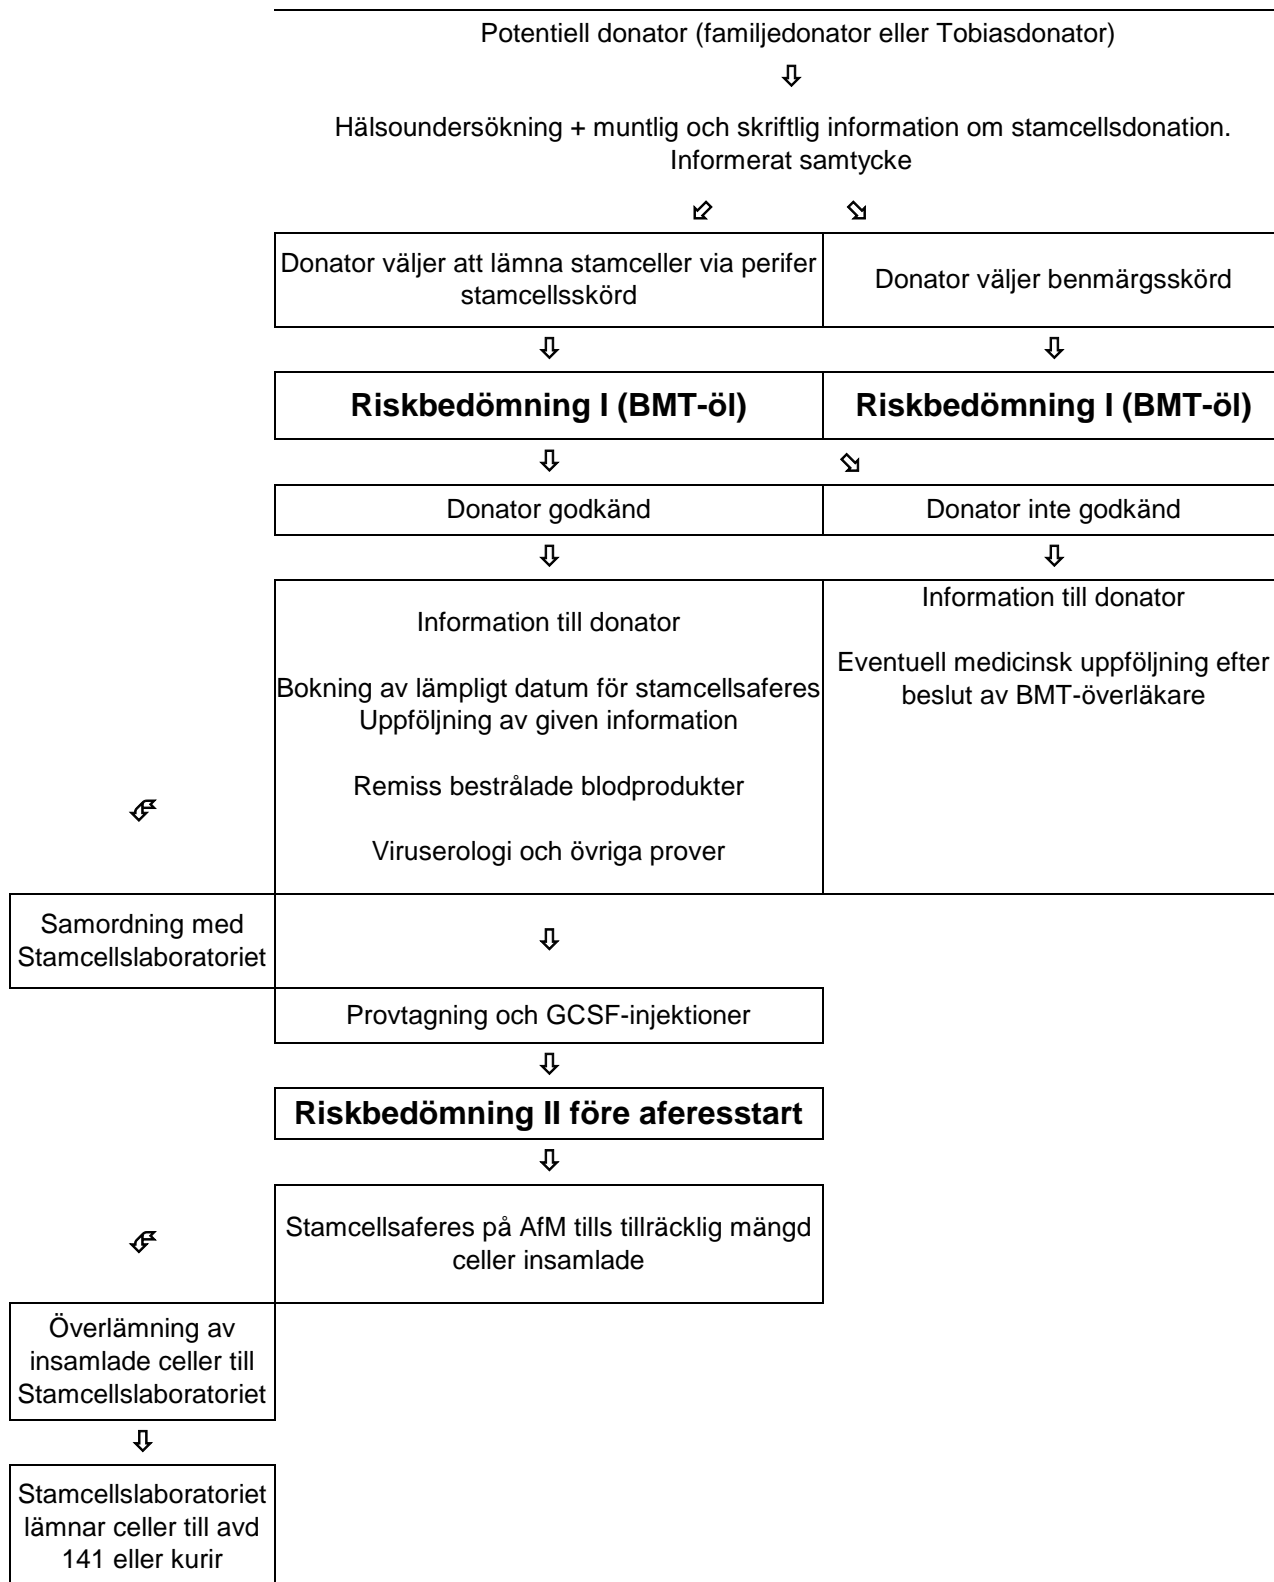 Potentiell donator (familjedonator eller Tobiasdonator)
Hälsoundersökning + muntlig och skriftlig information om stamcellsdonation.
Informerat samtycke
Donator väljer att lämna stamceller via perifer
stamcellsskörd
Donator väljer benmärgsskörd
Riskbedömning I (BMT-öl)
Riskbedömning I (BMT-öl)
Donator godkänd
Donator inte godkänd
Information till donator
Bokning av lämpligt datum för stamcellsaferes
Uppföljning av given information
Remiss bestrålade blodprodukter
Viruserologi och övriga prover
Information till donator
Eventuell medicinsk uppföljning efter
beslut av BMT-överläkare
Samordning med
Stamcellslaboratoriet
Provtagning och GCSF-injektioner
Riskbedömning II före aferesstart
Stamcellsaferes på AfM tills tillräcklig mängd
celler insamlade
Överlämning av
insamlade celler till
Stamcellslaboratoriet
Stamcellslaboratoriet
lämnar celler till avd
141 eller kurir